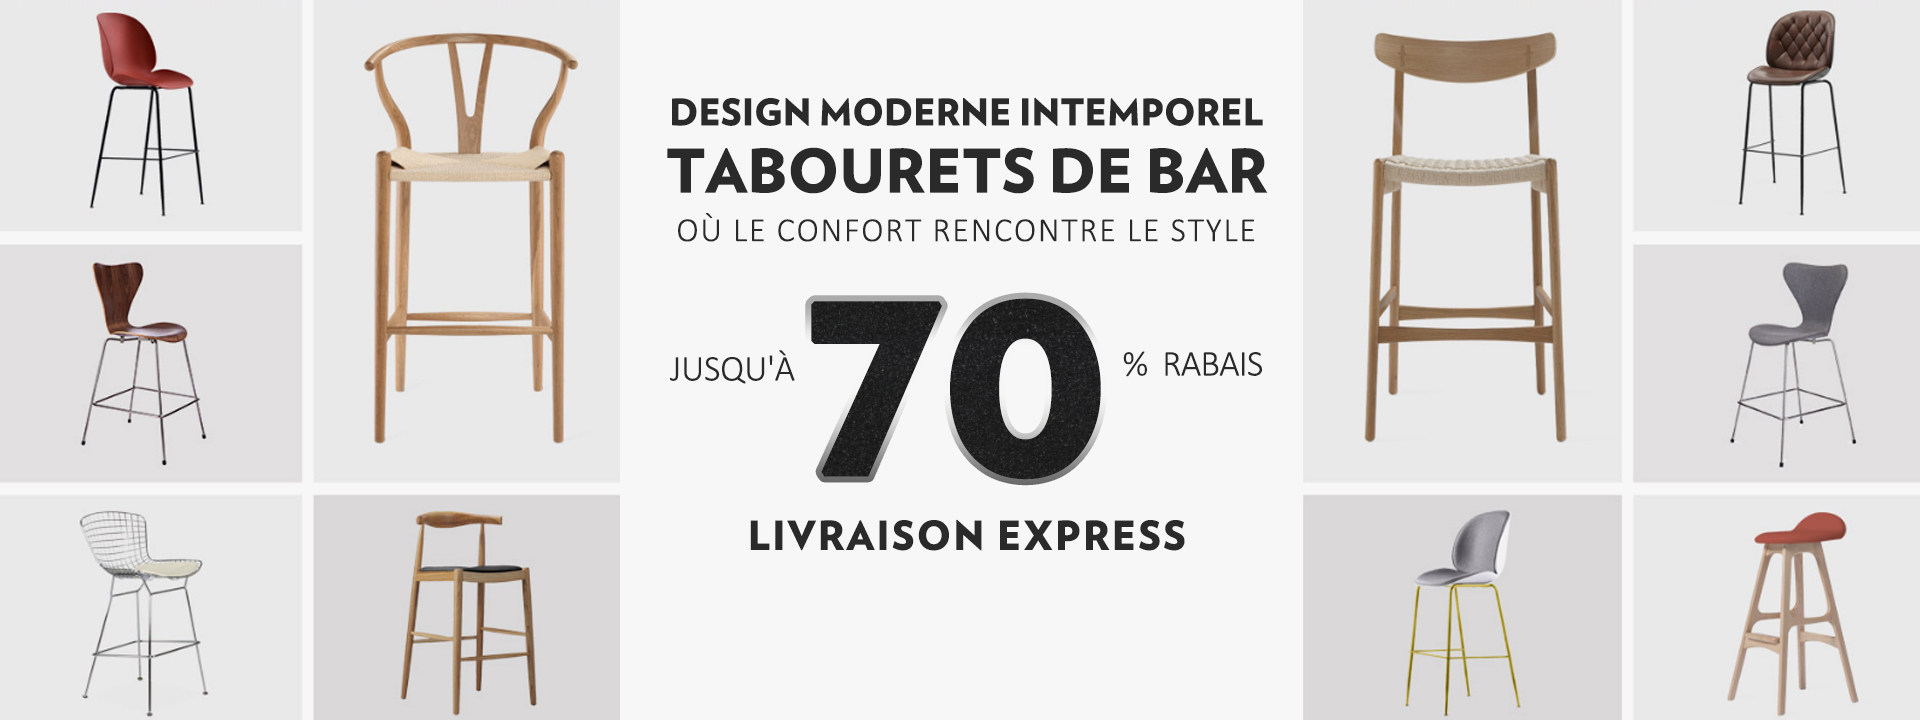 DESIGN MODERNE INTEMPOREL
TABOURETS DE BAR
OÙ LE CONFORT RENCONTRE LE STYLE
JUSQU'À 70 % RABAIS
LIVRAISON EXPRESS